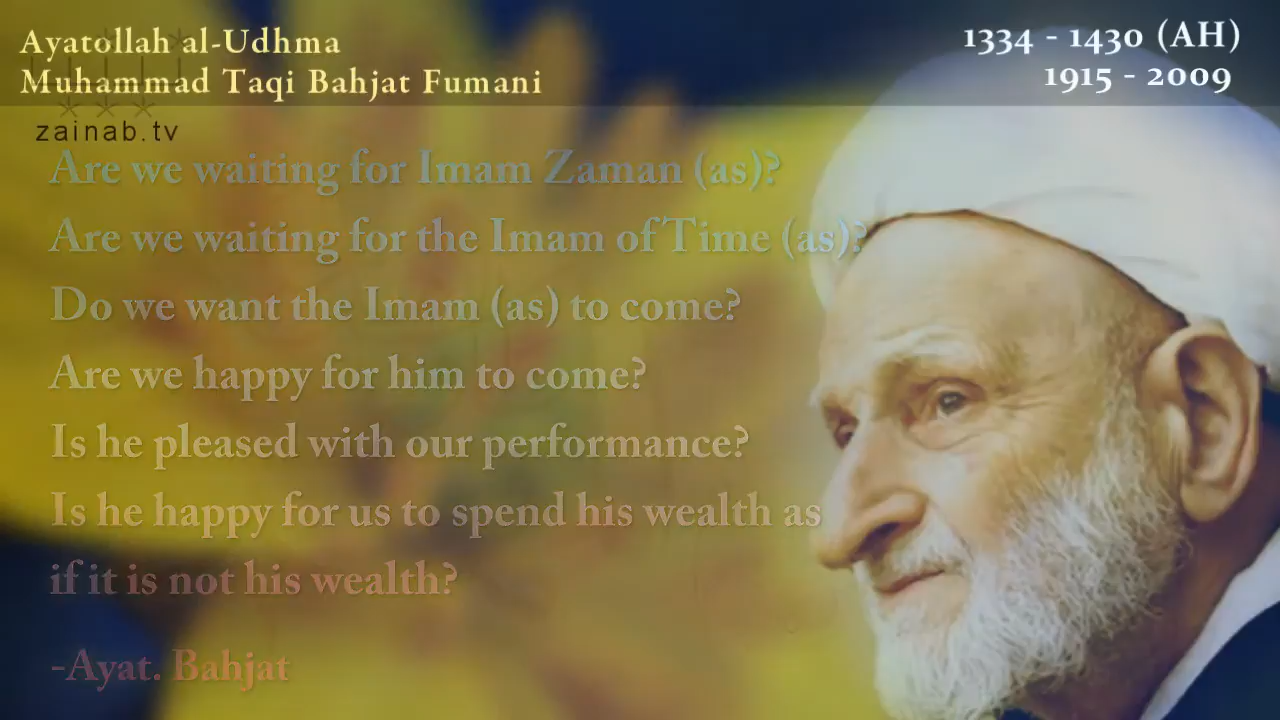 Ayatollah al-Udhma
Muhammad Taqi Bahjat Fumani
1334 - 1430 (AH)
1915 - 2009
zainab.tv
Are we waiting for Imam Zaman (as)?
Are we waiting for the Imam of Time (as)?
Do we want the Imam (as) to come?
Are we happy for him to come?
Is he pleased with our performance?
Is he happy for us to spend his wealth as
if it is not his wealth?
-Ayat. Bahjat